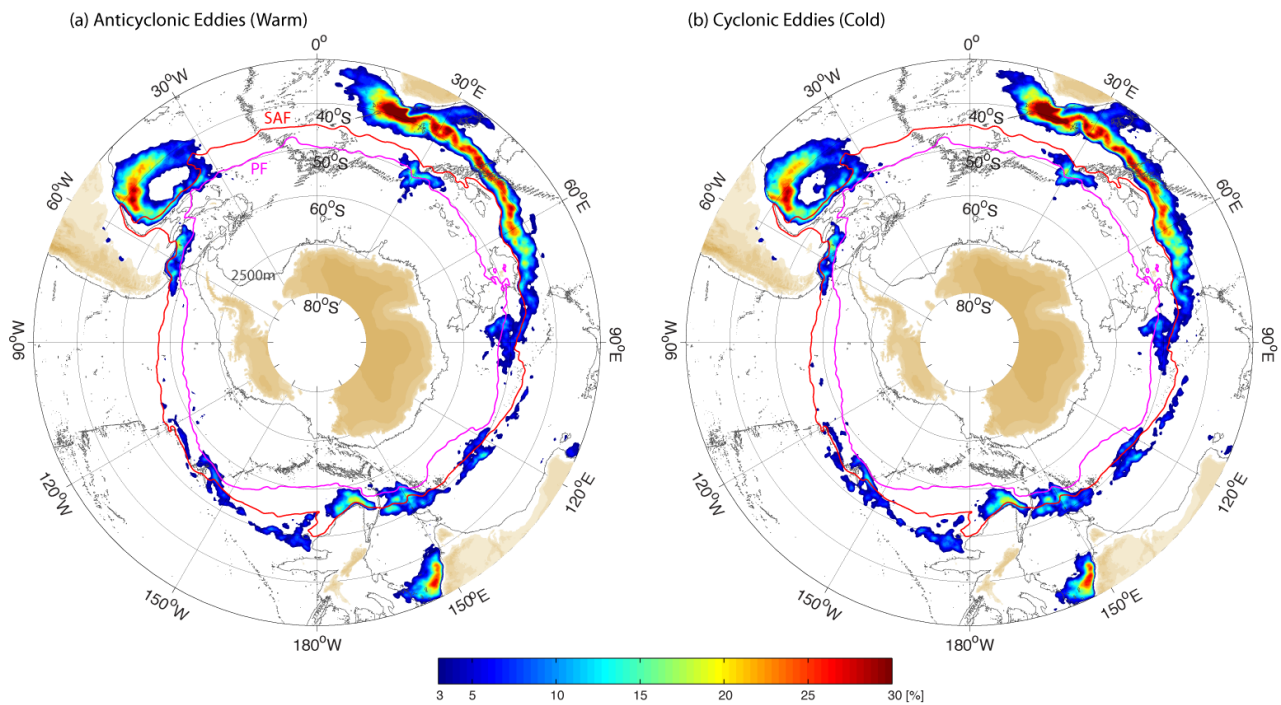 (a) Anticyclonic Eddies (Warm)
(b) Cyclonic Eddies (Cold)
0°
30°E
60°E
90°E
120°E
150°E
180°W
150°W
120°W
90°W
60°W
30°W
SAF
PF
40°S
50°S
60°S
2500m
80°S
0°
30°E
60°E
90°E
120°E
150°E
180°W
150°W
120°W
90°W
60°W
30°W
40°S
50°S
60°S
80°S
3 5 10 15 20 25 30 [%]